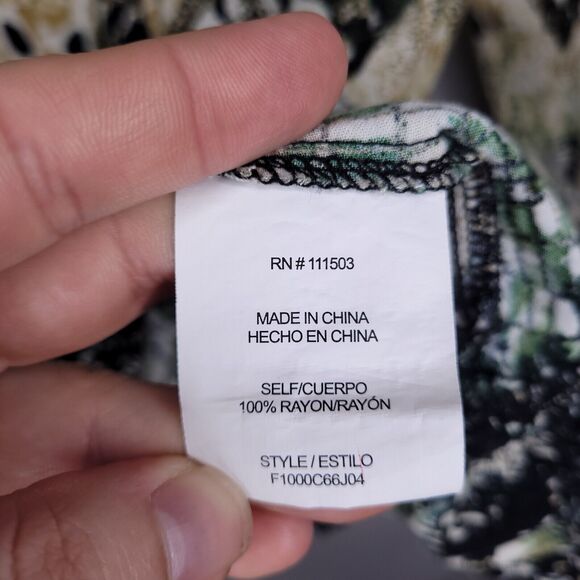 RN # 111503
MADE IN CHINA
HECHO EN CHINA
SELF/CUERPO
100% RAYON/RAYÓN
STYLE / ESTILO
F1000C66J04